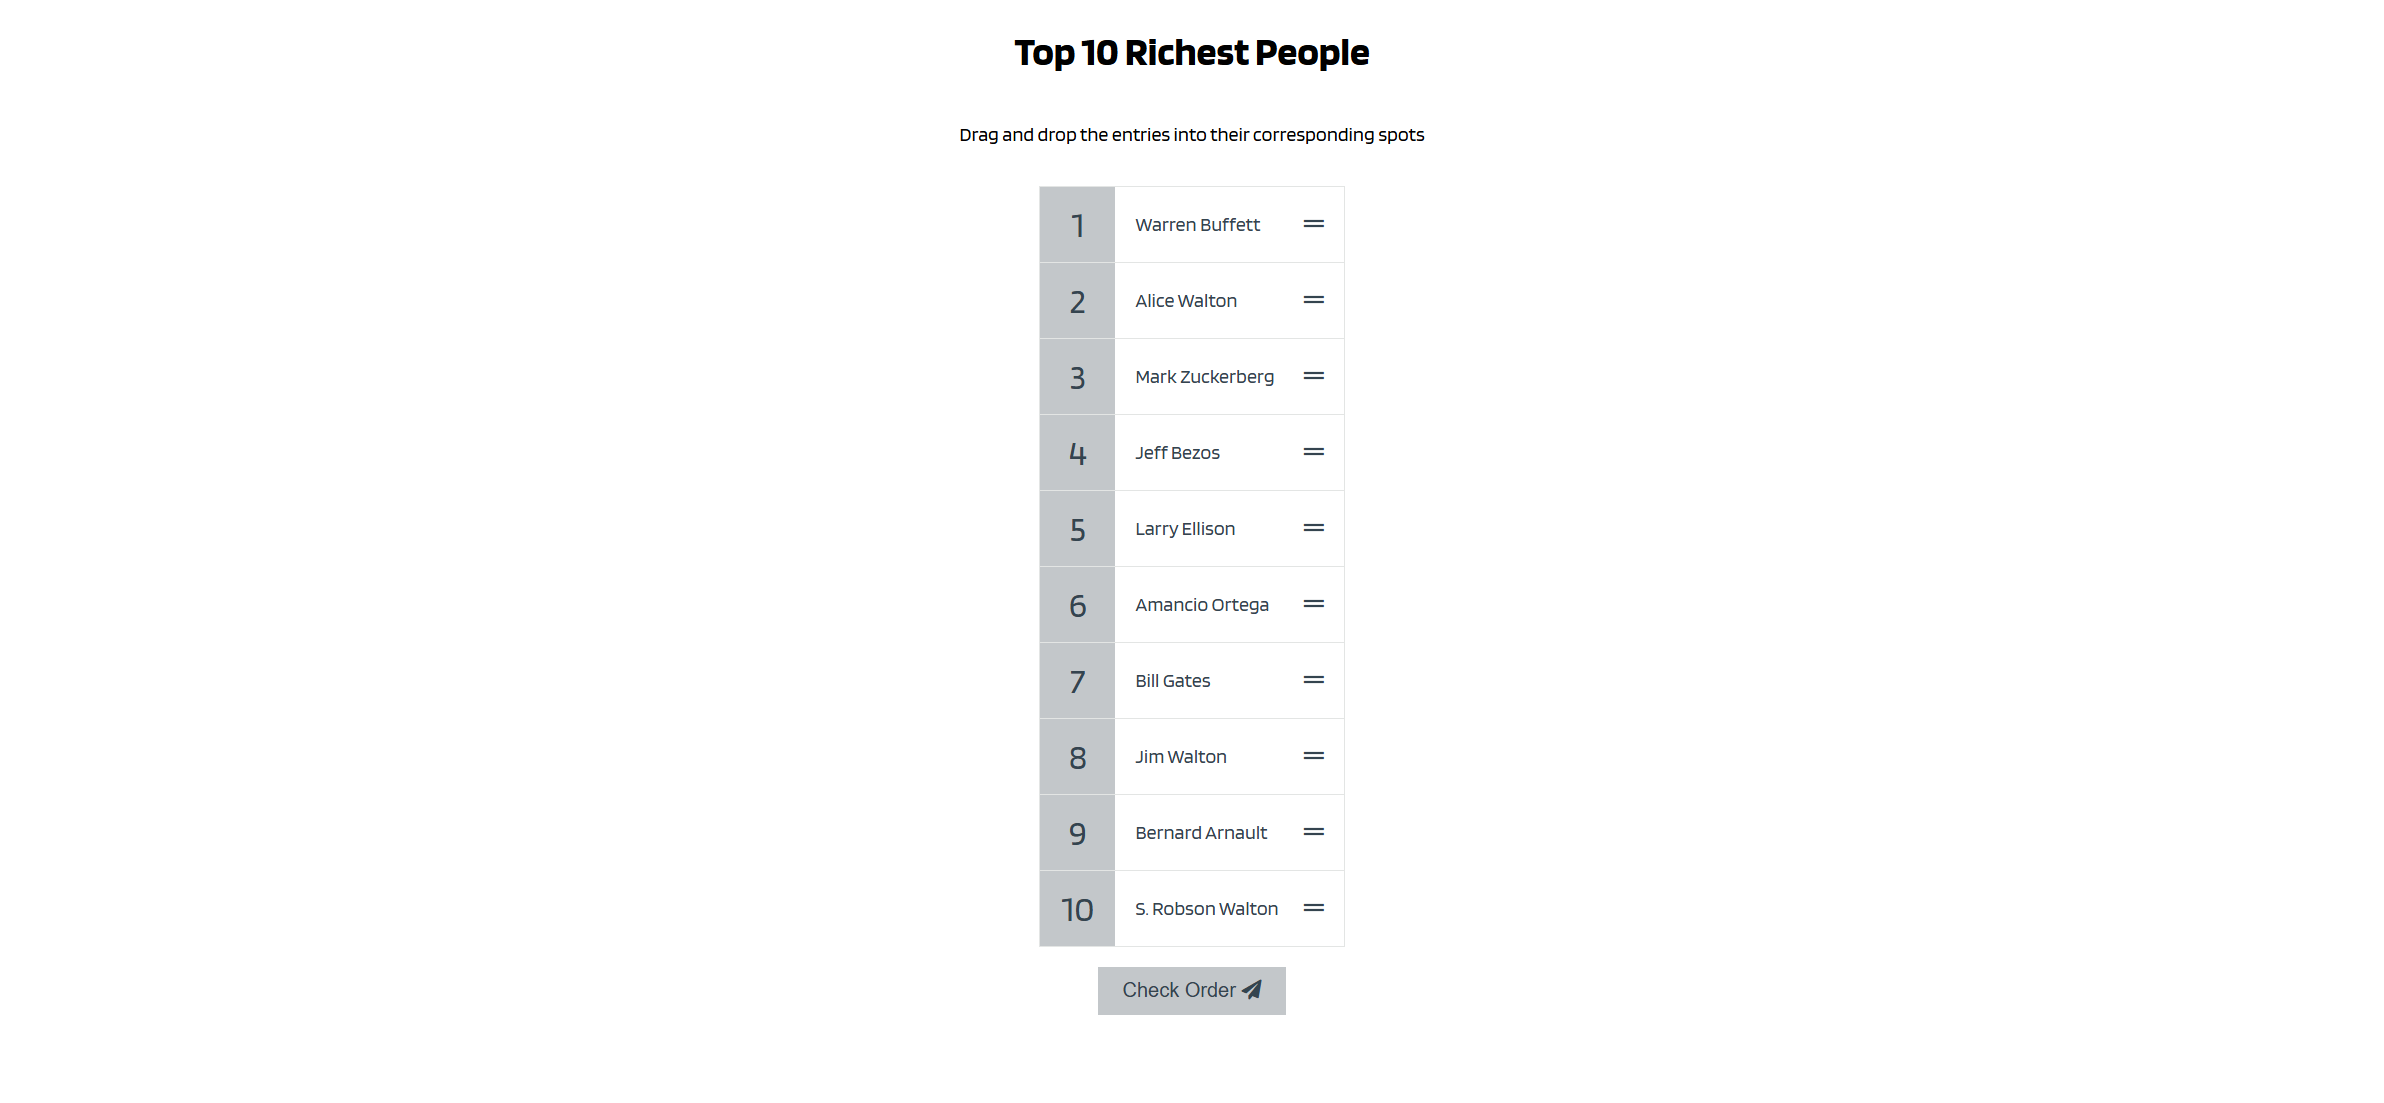 Top 10 Richest People
Drag and drop the entries into their corresponding spots
1 Warren Buffett
2 Alice Walton
3 Mark Zuckerberg
4 Jeff Bezos
5 Larry Ellison
6 Amancio Ortega
7 Bill Gates
8 Jim Walton
9 Bernard Arnault
10 S. Robson Walton
Check Order